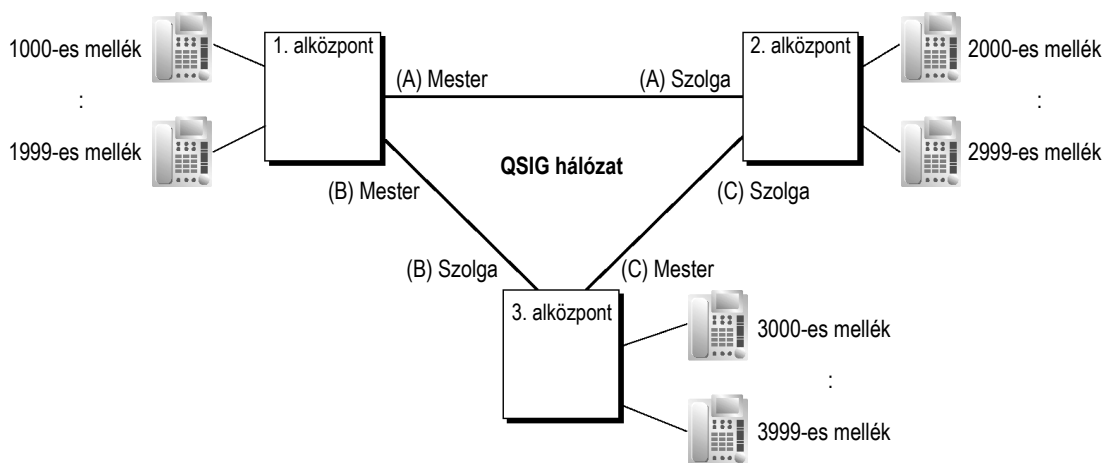 1000-es mellék
:
1999-es mellék
1. alközpont
(A) Mester
(A) Szolga
2. alközpont
2000-es mellék
:
2999-es mellék
QSIG hálózat
(B) Mester
(C) Szolga
(B) Szolga
(C) Mester
3. alközpont
3000-es mellék
:
3999-es mellék